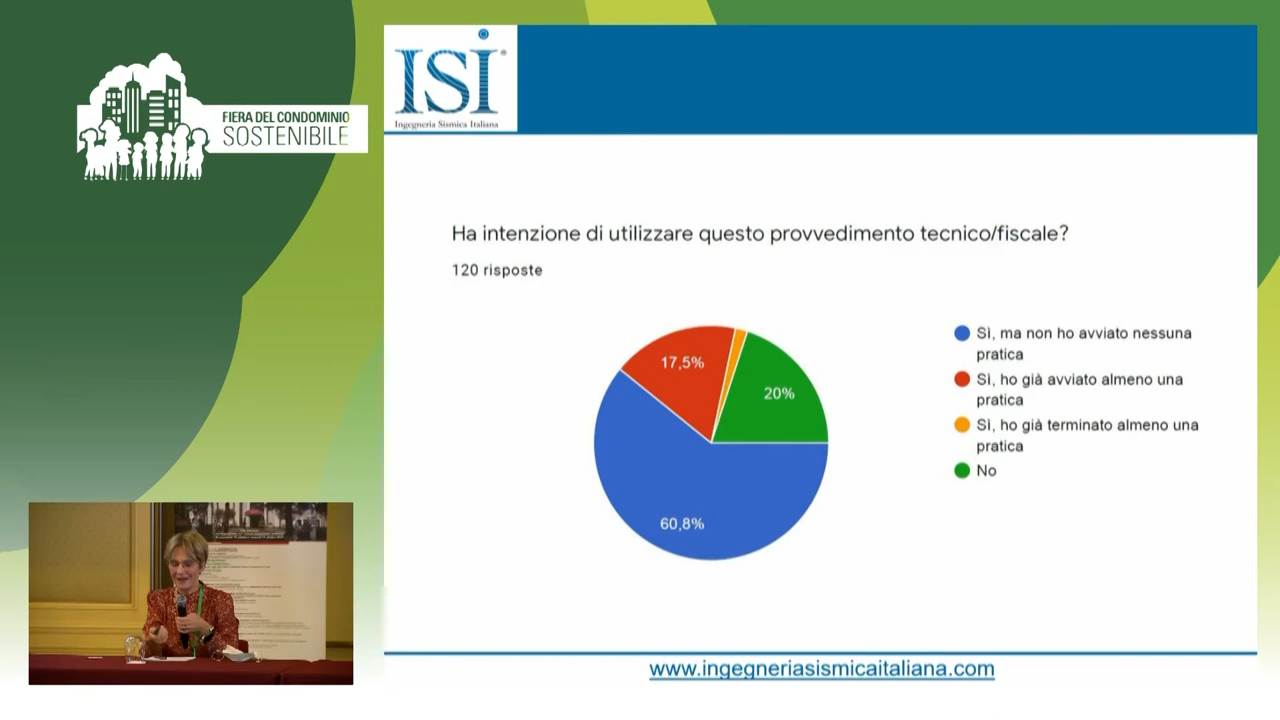 FIERA DEL CONDOMINIO
SOSTENIBILE
ISI®
Ingegneria Sismica Italiana
Ha intenzione di utilizzare questo provvedimento tecnico/fiscale?
120 risposte
17,5%
20%
60,8%
Sì, ma non ho avviato nessuna
pratica
Sì, ho già avviato almeno una
pratica
Sì, ho già terminato almeno una
pratica
No
www.ingegneriasismicaitaliana.com